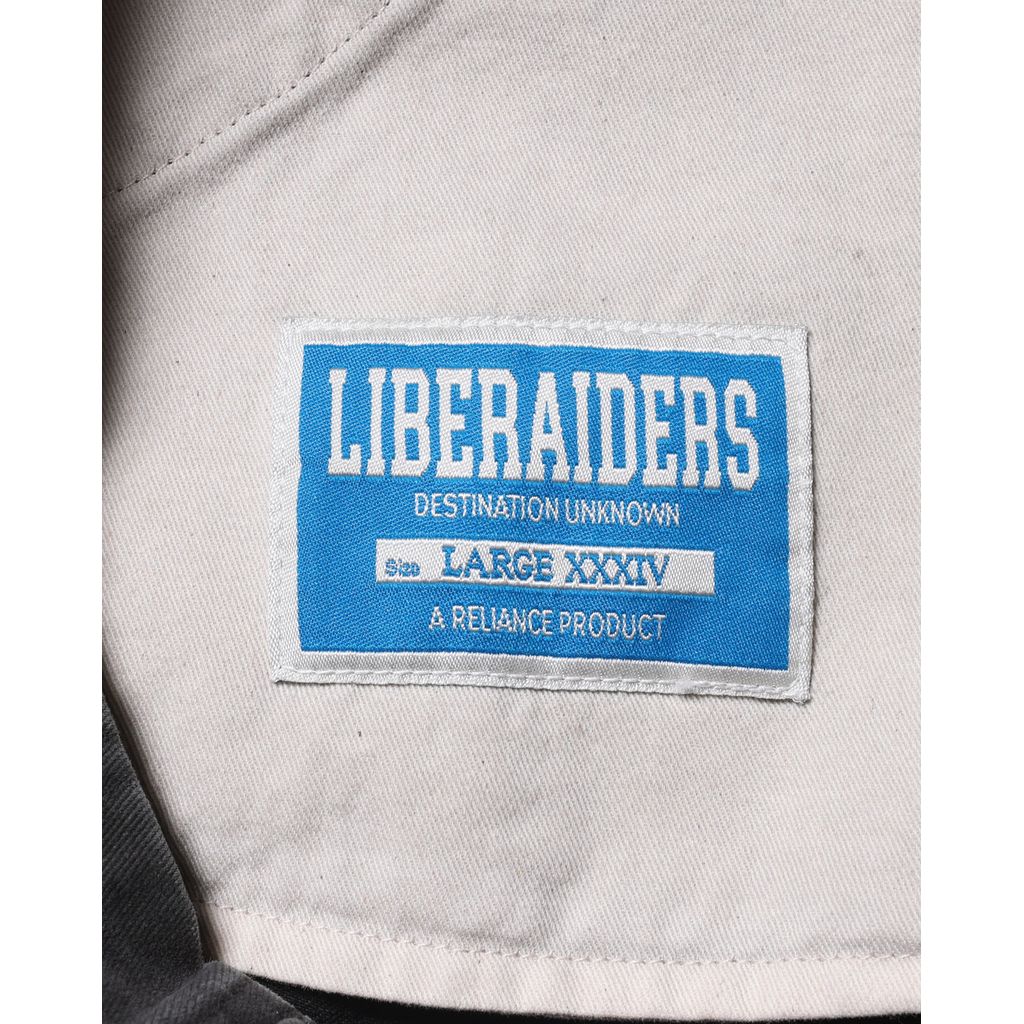 LIBERAIDERS
DESTINATION UNKNOWN
Size LARGE XXXIV
A RELIANCE PRODUCT